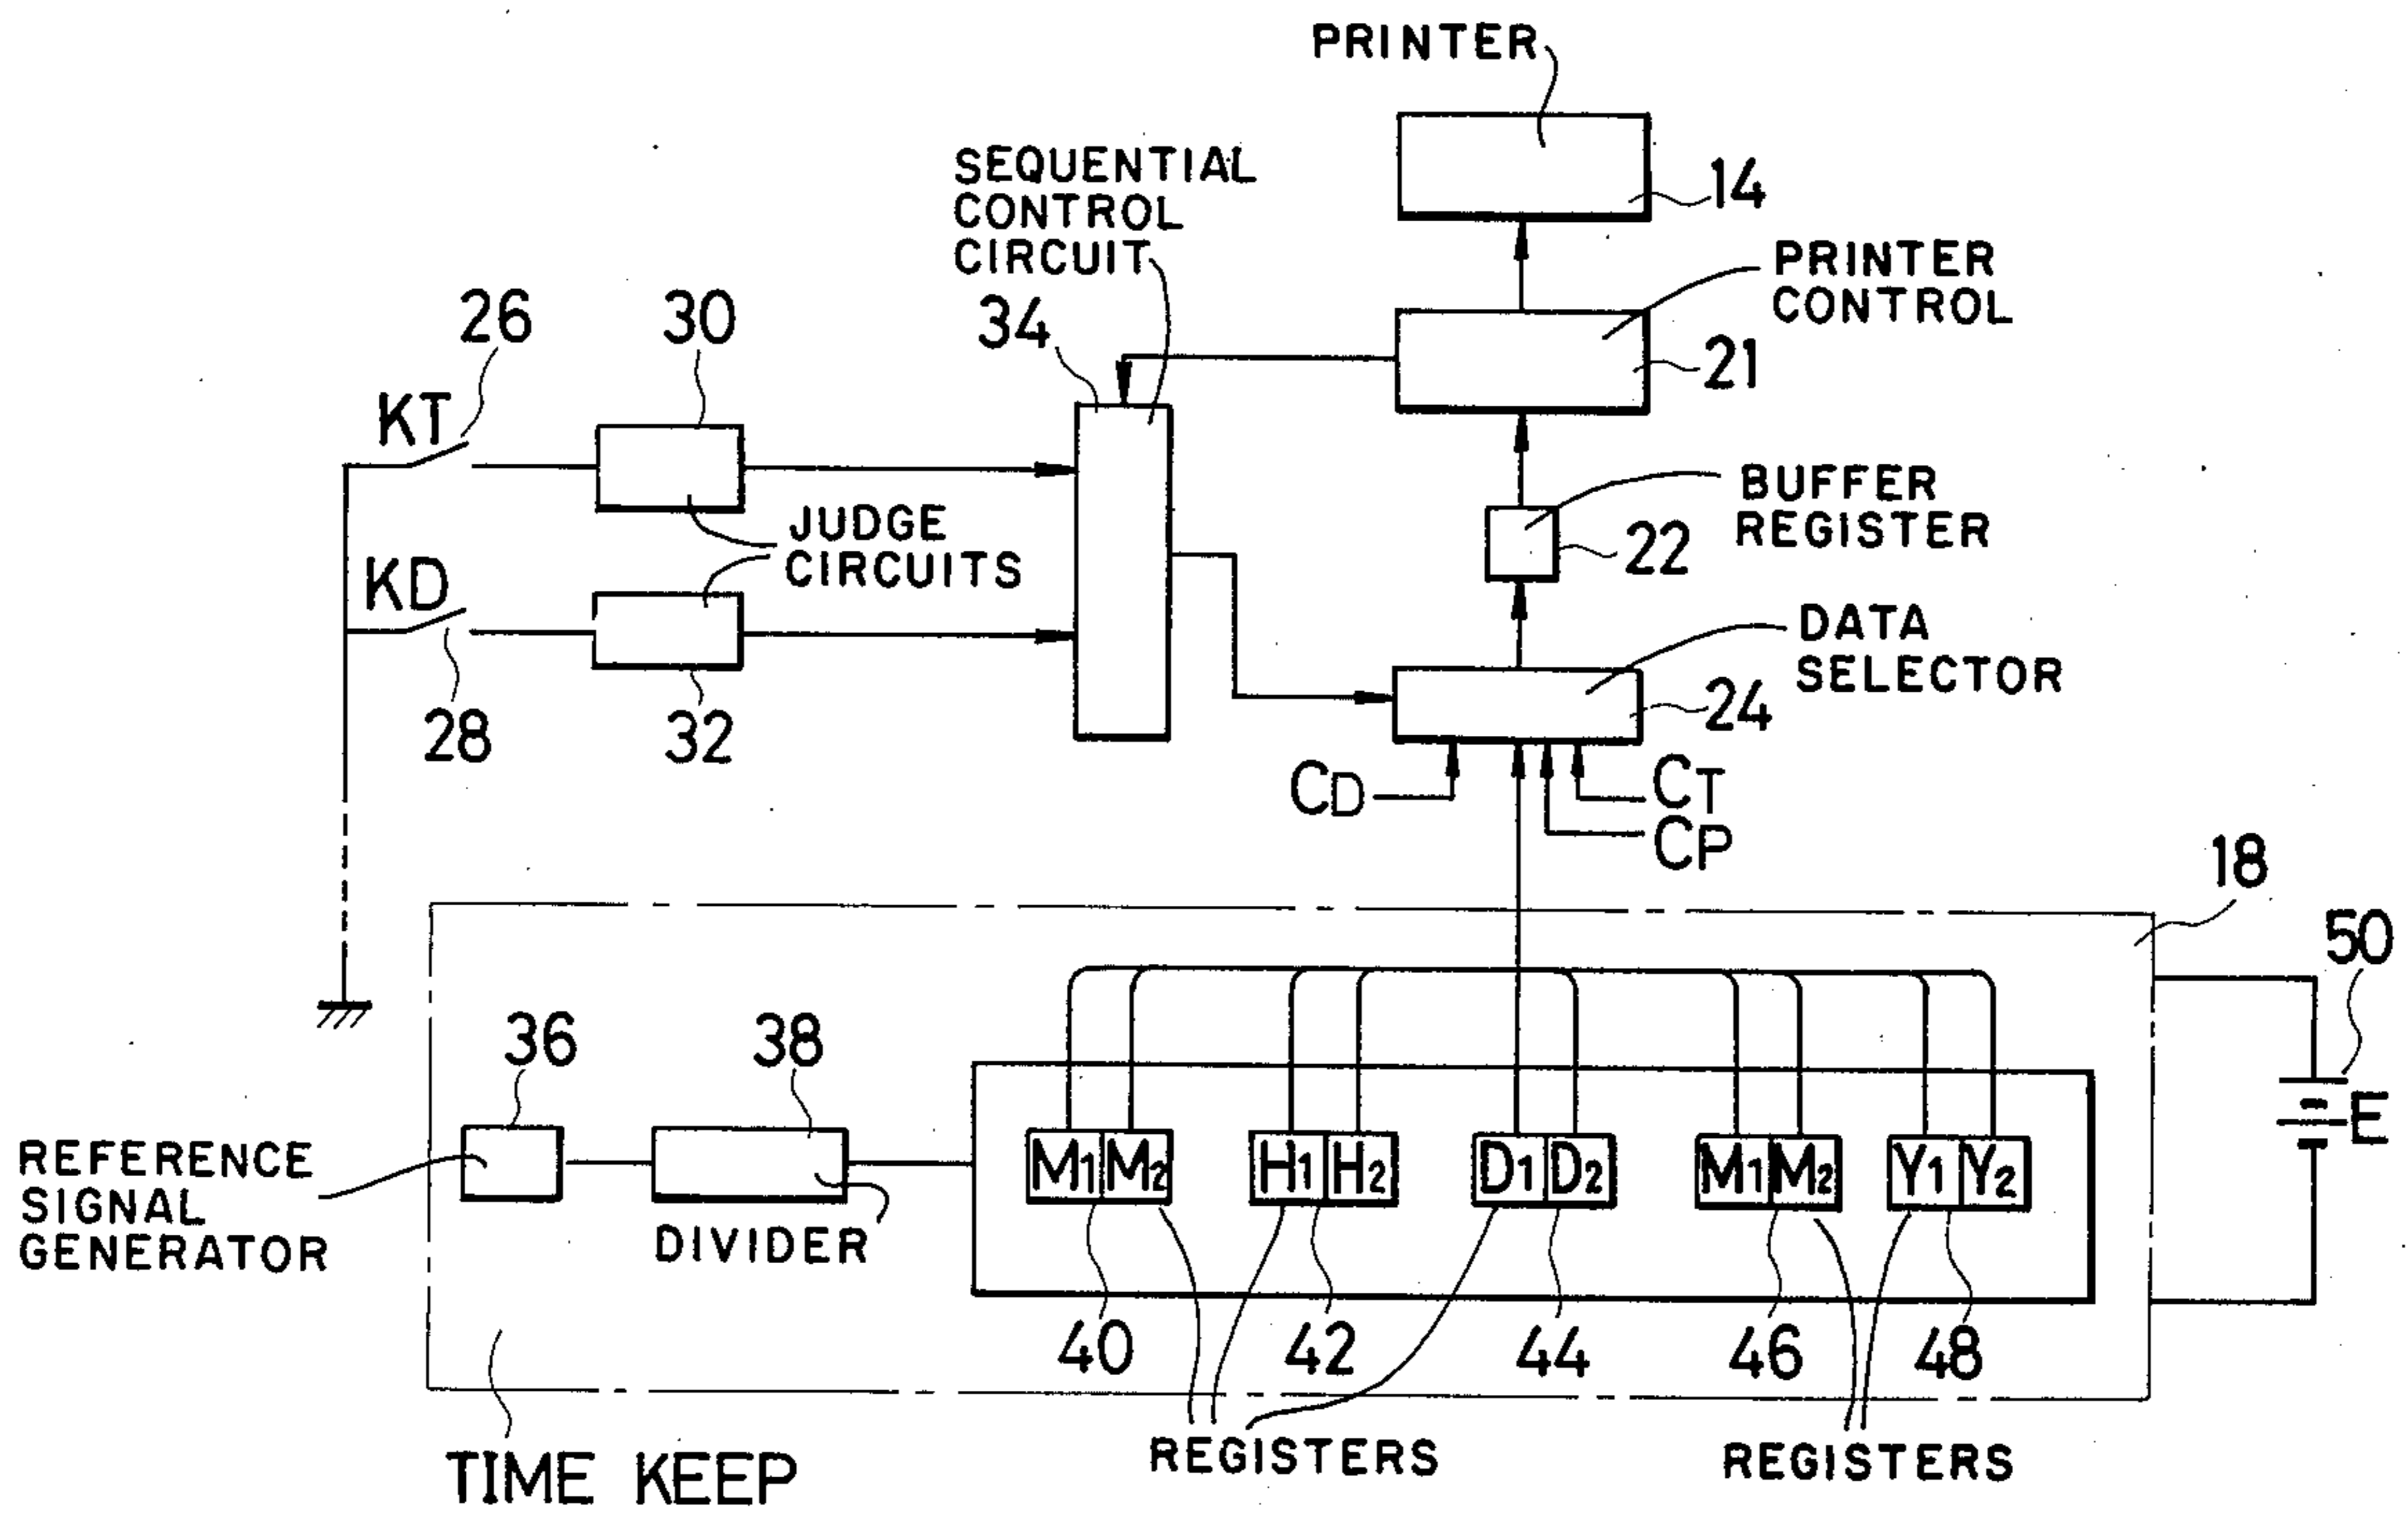 PRINTER
14
SEQUENTIAL
CONTROL
CIRCUIT
PRINTER
CONTROL
26
30
34
21
KT
BUFFER
REGISTER
22
JUDGE
CIRCUITS
KD
DATA
SELECTOR
24
28
32
CD
CT
CP
18
50
36
38
E
REFERENCE
SIGNAL
GENERATOR
M1 M2
H1 H2
D1 D2
M1 M2
Y1 Y2
DIVIDER
40
42
44
46
48
REGISTERS
REGISTERS
TIME KEEP